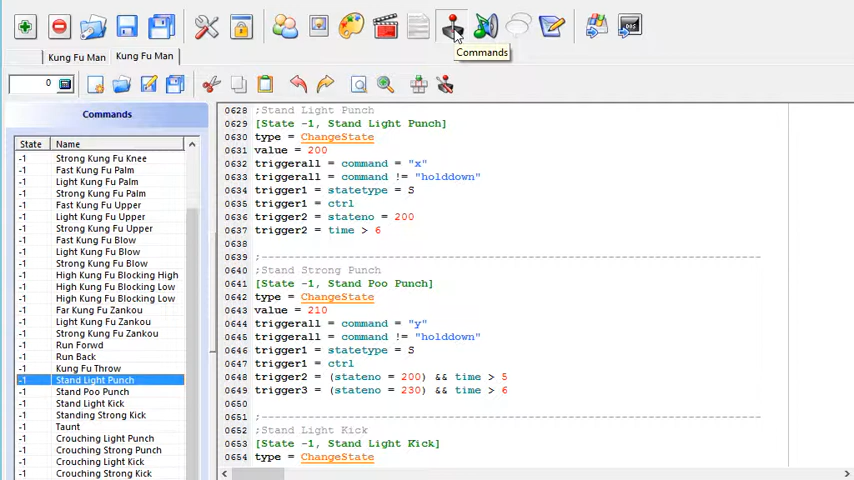 DOS
Commands
Kung Fu Man
Kung Fu Man
0
Commands
State Name
-1 Strong Kung Fu Knee
-1 Fast Kung Fu Palm
-1 Light Kung Fu Palm
-1 Strong Kung Fu Palm
-1 Fast Kung Fu Upper
-1 Light Kung Fu Upper
-1 Strong Kung Fu Upper
-1 Fast Kung Fu Blow
-1 Light Kung Fu Blow
-1 Strong Kung Fu Blow
-1 High Kung Fu Blocking High
-1 High Kung Fu Blocking Low
-1 High Kung Fu Blocking Low
-1 Far Kung Fu Zankou
-1 Light Kung Fu Zankou
-1 Strong Kung Fu Zankou
-1 Run Forwd
-1 Run Back
-1 Kung Fu Throw
-1 Stand Light Punch
-1 Stand Poo Punch
-1 Stand Light Kick
-1 Standing Strong Kick
-1 Taunt
-1 Crouching Light Punch
-1 Crouching Strong Punch
-1 Crouching Light Kick
-1 Crouching Strong Kick
0628 ;Stand Light Punch
0629 [State -1, Stand Light Punch]
0630 type = ChangeState
0631 value = 200
0632 triggerall = command = "x"
0633 triggerall = command != "holddown"
0634 trigger1 = statetype = S
0635 trigger1 = ctrl
0636 trigger2 = stateno = 200
0637 trigger2 = time > 6
0638
0639 ;---------------------------------------------------------------------------
0640 ;Stand Strong Punch
0641 [State -1, Stand Poo Punch]
0642 type = ChangeState
0643 value = 210
0644 triggerall = command = "y"
0645 triggerall = command != "holddown"
0646 trigger1 = statetype = S
0647 trigger1 = ctrl
0648 trigger2 = (stateno = 200) && time > 5
0649 trigger3 = (stateno = 230) && time > 6
0650
0651 ;---------------------------------------------------------------------------
0652 ;Stand Light Kick
0653 [State -1, Stand Light Kick]
0654 type = ChangeState